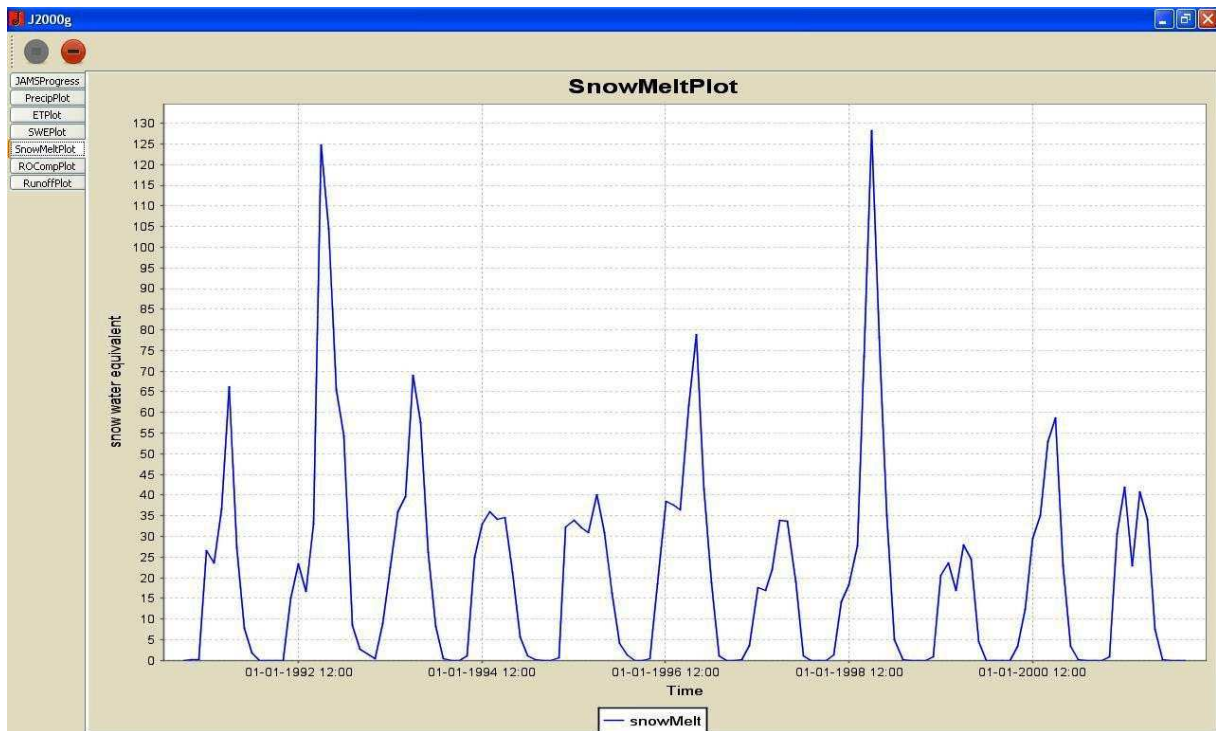 J2000g
JAMSProgress
PrecipPlot
ETPlot
SWEPlot
SnowMeltPlot
ROCompPlot
RunoffPlot
SnowMeltPlot
snow water equivalent
130
125
120
115
110
105
100
95
90
85
80
75
70
65
60
55
50
45
40
35
30
25
20
15
10
5
0
01-01-1992 12:00 01-01-1994 12:00 01-01-1996 12:00 01-01-1998 12:00 01-01-2000 12:00
Time
snowMelt